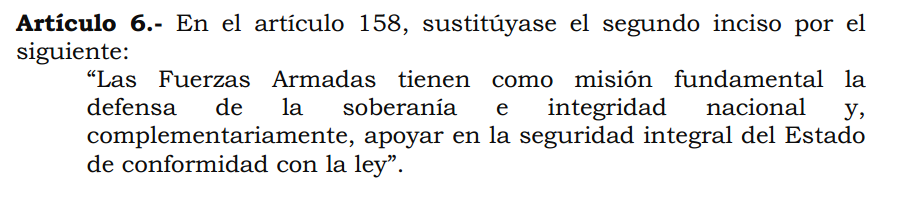 Artículo 6.- En el artículo 158, sustitúyase el segundo inciso por el
siguiente:
“Las Fuerzas Armadas tienen como misión fundamental la
defensa de la soberanía e integridad nacional y,
complementariamente, apoyar en la seguridad integral del Estado
de conformidad con la ley”.